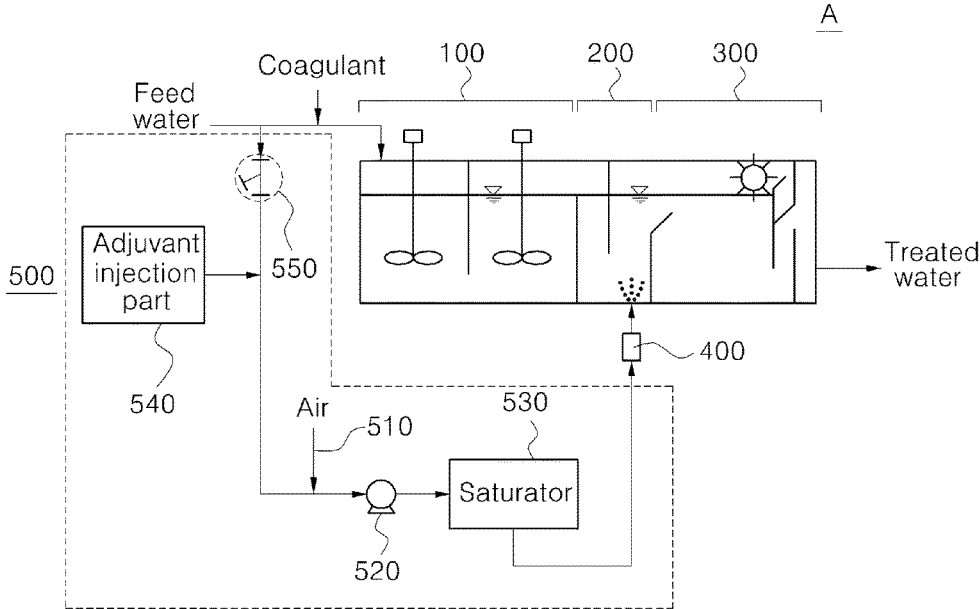 A
100
200
300
Coagulant
Feed
water
550
Adjuvant
injection
part
500
Treated
water
400
540
Air
510
530
Saturator
520